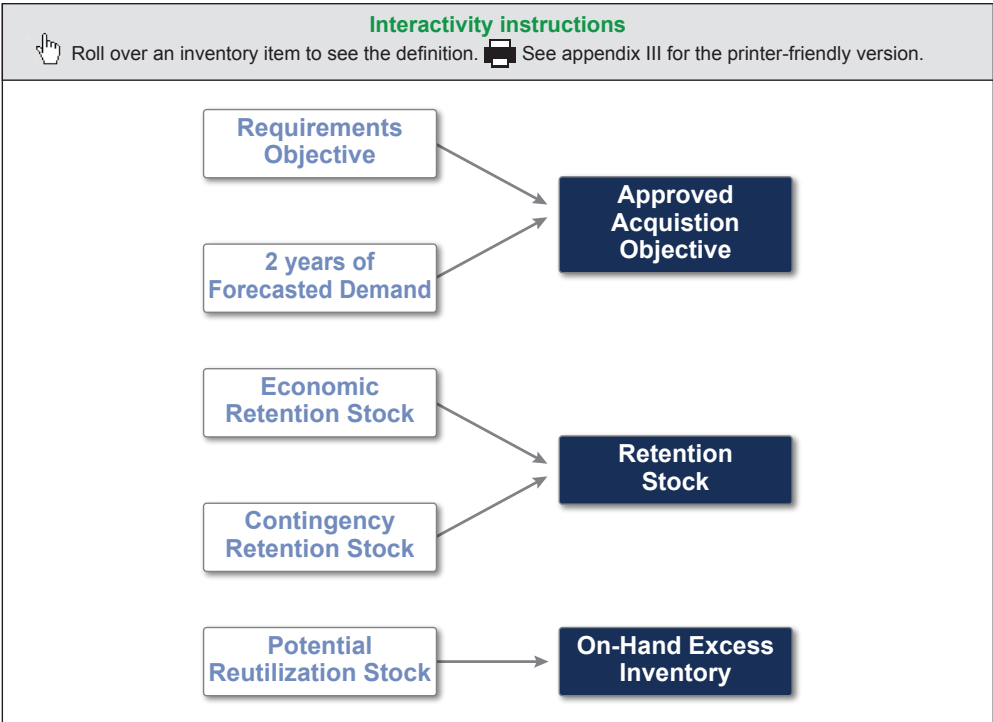 Interactivity instructions
Roll over an inventory item to see the definition. See appendix III for the printer-friendly version.
Requirements
Objective
2 years of
Forecasted Demand
Approved
Acquistion
Objective
Economic
Retention Stock
Contingency
Retention Stock
Retention
Stock
Potential
Reutilization Stock
On-Hand Excess
Inventory